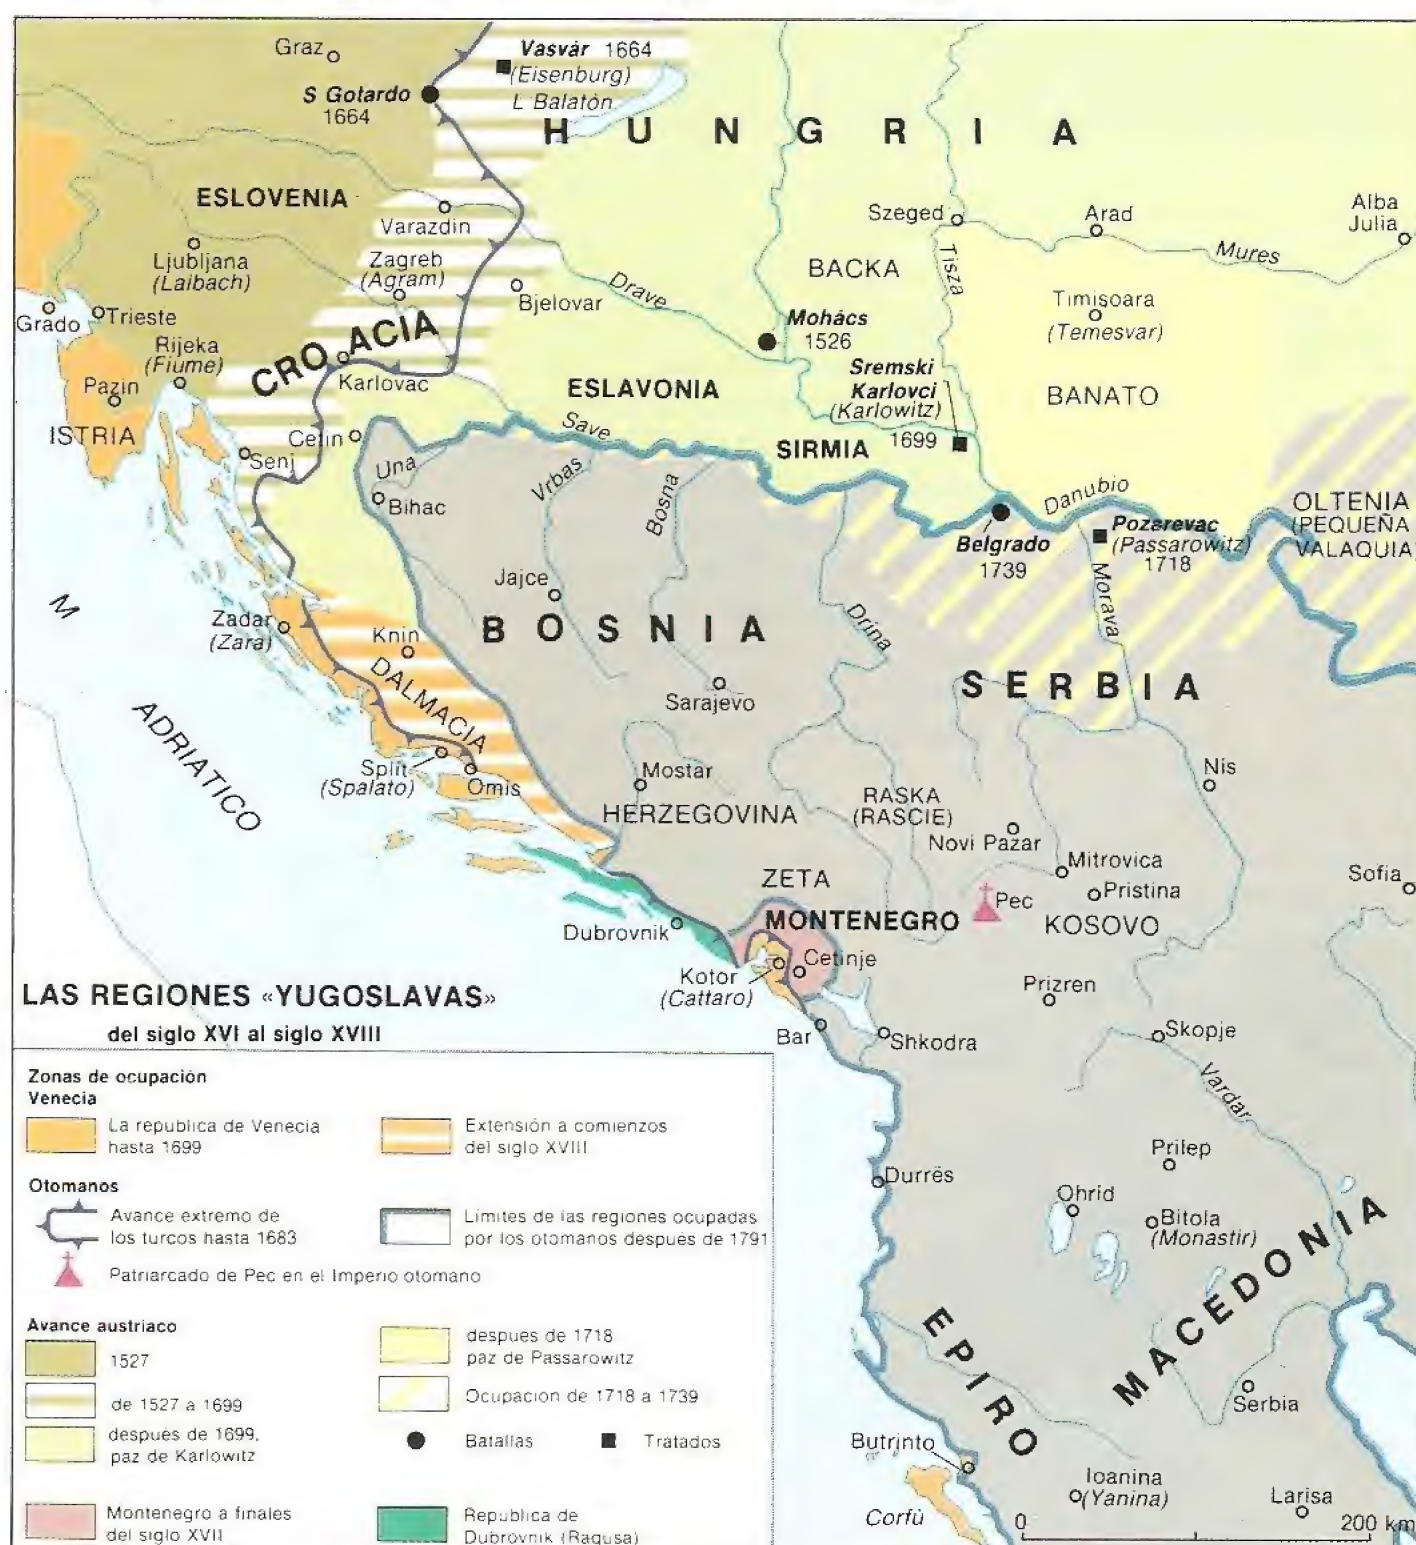 Graz
Vasvár 1664
(Eisenburg)
L Balatón
S Gotardo
1664
HUNGRIA
ESLOVENIA
Varazdin
Szeged
Arad
Alba
Julia
Mures
Ljubljana
(Laibach)
Zagreb
(Agram)
BACKA
Tisza
Grado
Trieste
Bjelovar
Drave
Timişoara
(Temesvar)
Rijeka
(Fiume)
CROACIA
Mohács
1526
Pazin
Karlovac
ESLAVONIA
Sremski
Karlovci
(Karlowitz)
1699
BANATO
ISTRIA
Cetin
Senj
Save
SIRMIA
Una
Bihac
Vrbas
Bosna
Danubio
OLTENIA
(PEQUEÑA
VALAQUIA)
Belgrado
1739
Pozarevac
(Passarowitz)
1718
Jajce
Morava
M
Zadar
(Zara)
Knin
BOSNIA
Drina
DALMACIA
Sarajevo
SERBIA
ADRIATICO
Split
(Spalato)
Omis
Mostar
Nis
HERZEGOVINA
RASKA
(RASCIE)
Novi Pazar
Mitrovica
ZETA
Sofia
Pec
Pristina
MONTENEGRO
KOSOVO
Dubrovnik
Cetinje
Kotor
(Cattaro)
Prizren
Bar
Shkodra
Skopje
Vardar
Prilep
Durrës
Ohrid
Bitola
(Monastir)
MACEDONIA
EPIRO
Serbia
Butrinto
Ioanina
(Yanina)
Larisa
Corfù
0 200 km
LAS REGIONES «YUGOSLAVAS»
del siglo XVI al siglo XVIII
Zonas de ocupación
Venecia
La republica de Venecia
hasta 1699
Extensión a comienzos
del siglo XVIII
Otomanos
Avance extremo de
los turcos hasta 1683
Limites de las regiones ocupadas
por los otomanos después de 1791
Patriarcado de Pec en el Imperio otomano
Avance austriaco
1527
de 1527 a 1699
después de 1699,
paz de Karlowitz
despues de 1718
paz de Passarowitz
Ocupacion de 1718 a 1739
Batallas
Tratados
Montenegro a finales
del siglo XVII
Republica de
Dubrovnik (Ragusa)